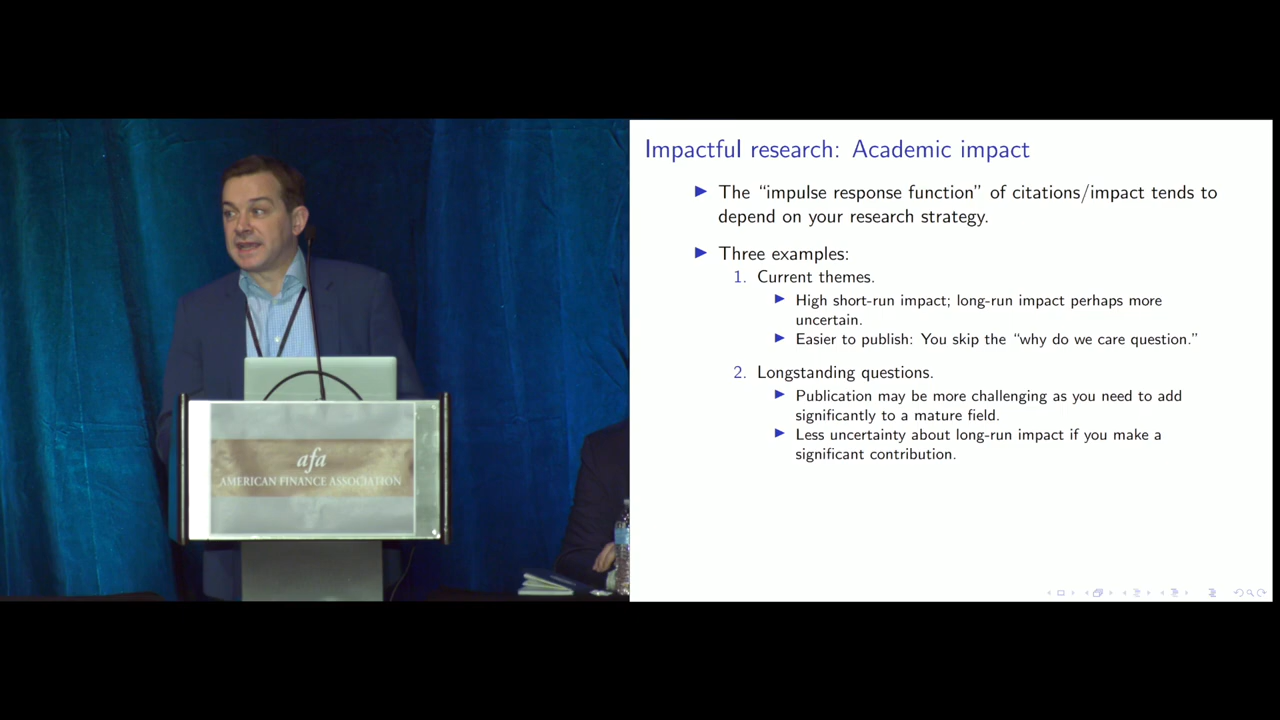 Impactful research: Academic impact
The “impulse response function” of citations/impact tends to
depend on your research strategy.
Three examples:
1. Current themes.
High short-run impact; long-run impact perhaps more
uncertain.
Easier to publish: You skip the “why do we care question.”
2. Longstanding questions.
Publication may be more challenging as you need to add
significantly to a mature field.
Less uncertainty about long-run impact if you make a
significant contribution.
afa
AMERICAN FINANCE ASSOCIATION